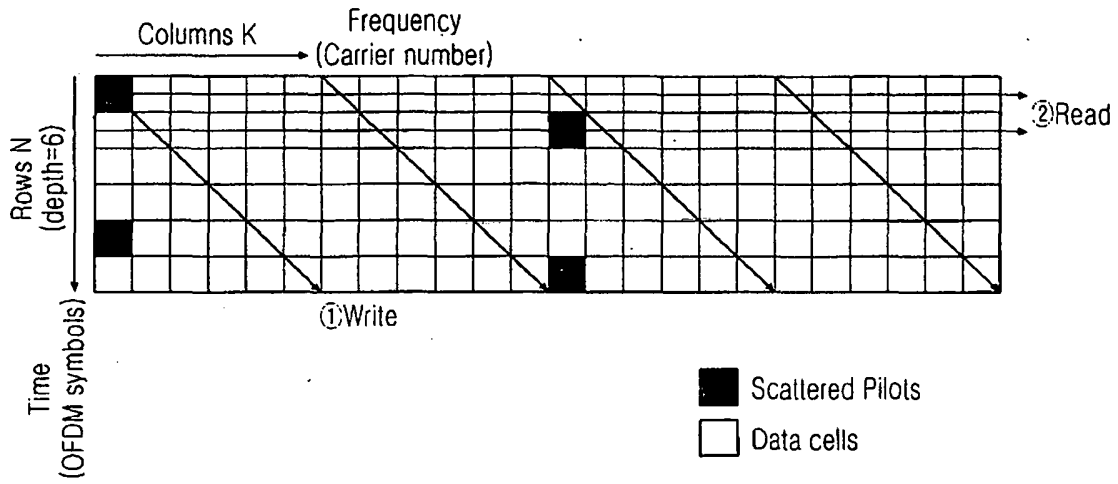 Columns K
Frequency
(Carrier number)
②Read
Rows N
(depth=6)
①Write
Time
(OFDM symbols)
Scattered Pilots
Data cells